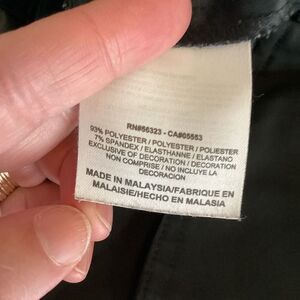 RN#56323 - CA#05553
93% POLYESTER / POLYESTER / POLIESTER
7% SPANDEX / ELASTHANNE / ELASTANO
EXCLUSIVE OF DECORATION / DECORATION
NON COMPRISE / NO INCLUYE LA
DECORACION
MADE IN MALAYSIA/FABRIQUE EN
MALAISIE/HECHO EN MALASIA